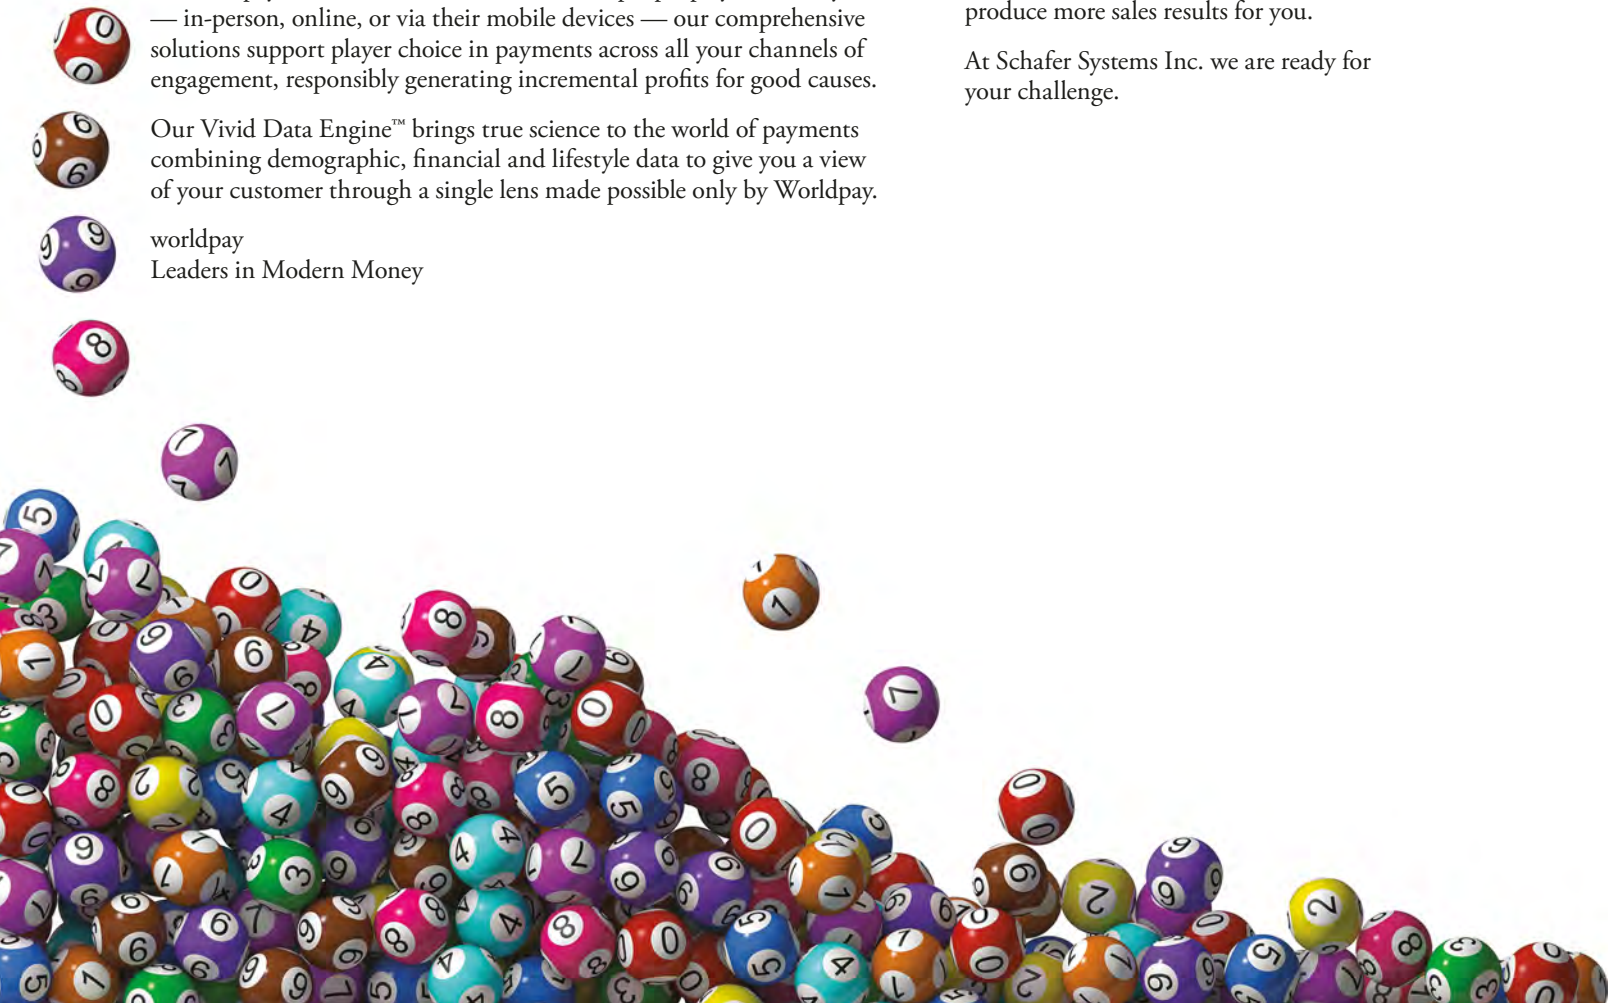 — in-person, online, or via their mobile devices — our comprehensive
solutions support player choice in payments across all your channels of
engagement, responsibly generating incremental profits for good causes.
Our Vivid Data Engine™ brings true science to the world of payments
combining demographic, financial and lifestyle data to give you a view
of your customer through a single lens made possible only by Worldpay.
worldpay
Leaders in Modern Money
produce more sales results for you.
At Schafer Systems Inc. we are ready for
your challenge.